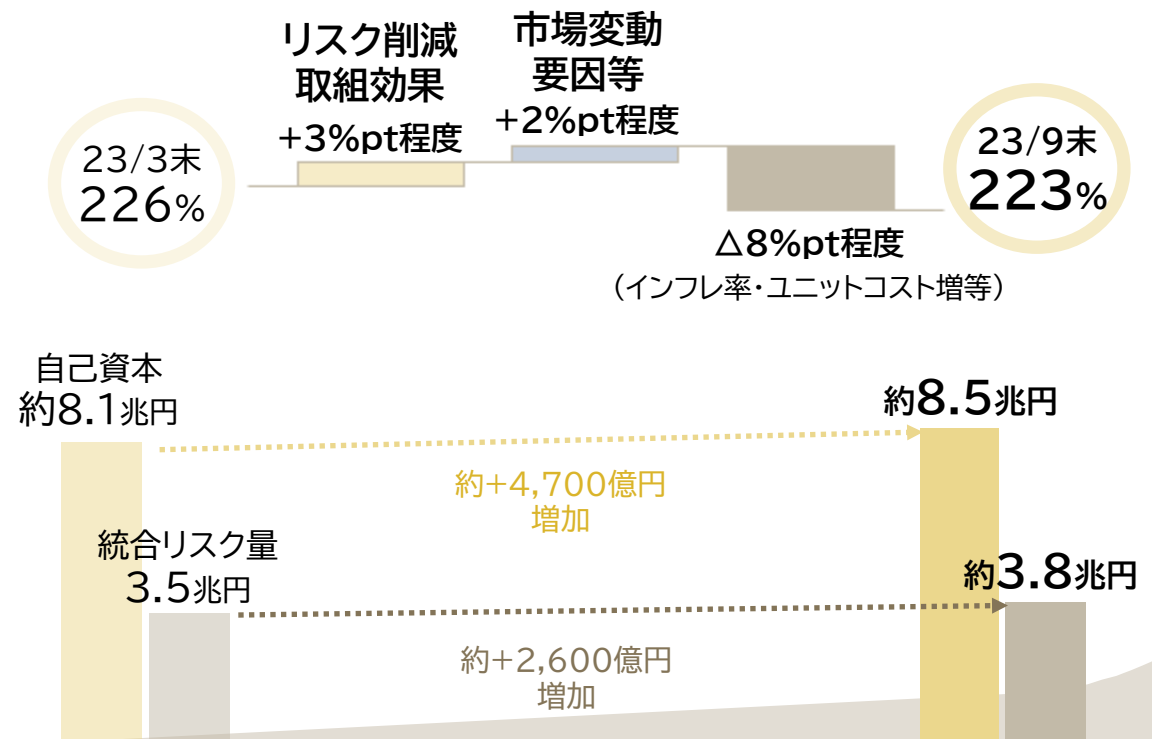 リスク削減
取組効果
+3%pt程度
市場変動
要因等
+2%pt程度
23/3末
226%
23/9末
223%
△8%pt程度
（インフレ率・ユニットコスト増等）
自己資本
約8.1兆円
約8.5兆円
約+4,700億円
増加
統合リスク量
3.5兆円
約3.8兆円
約+2,600億円
増加